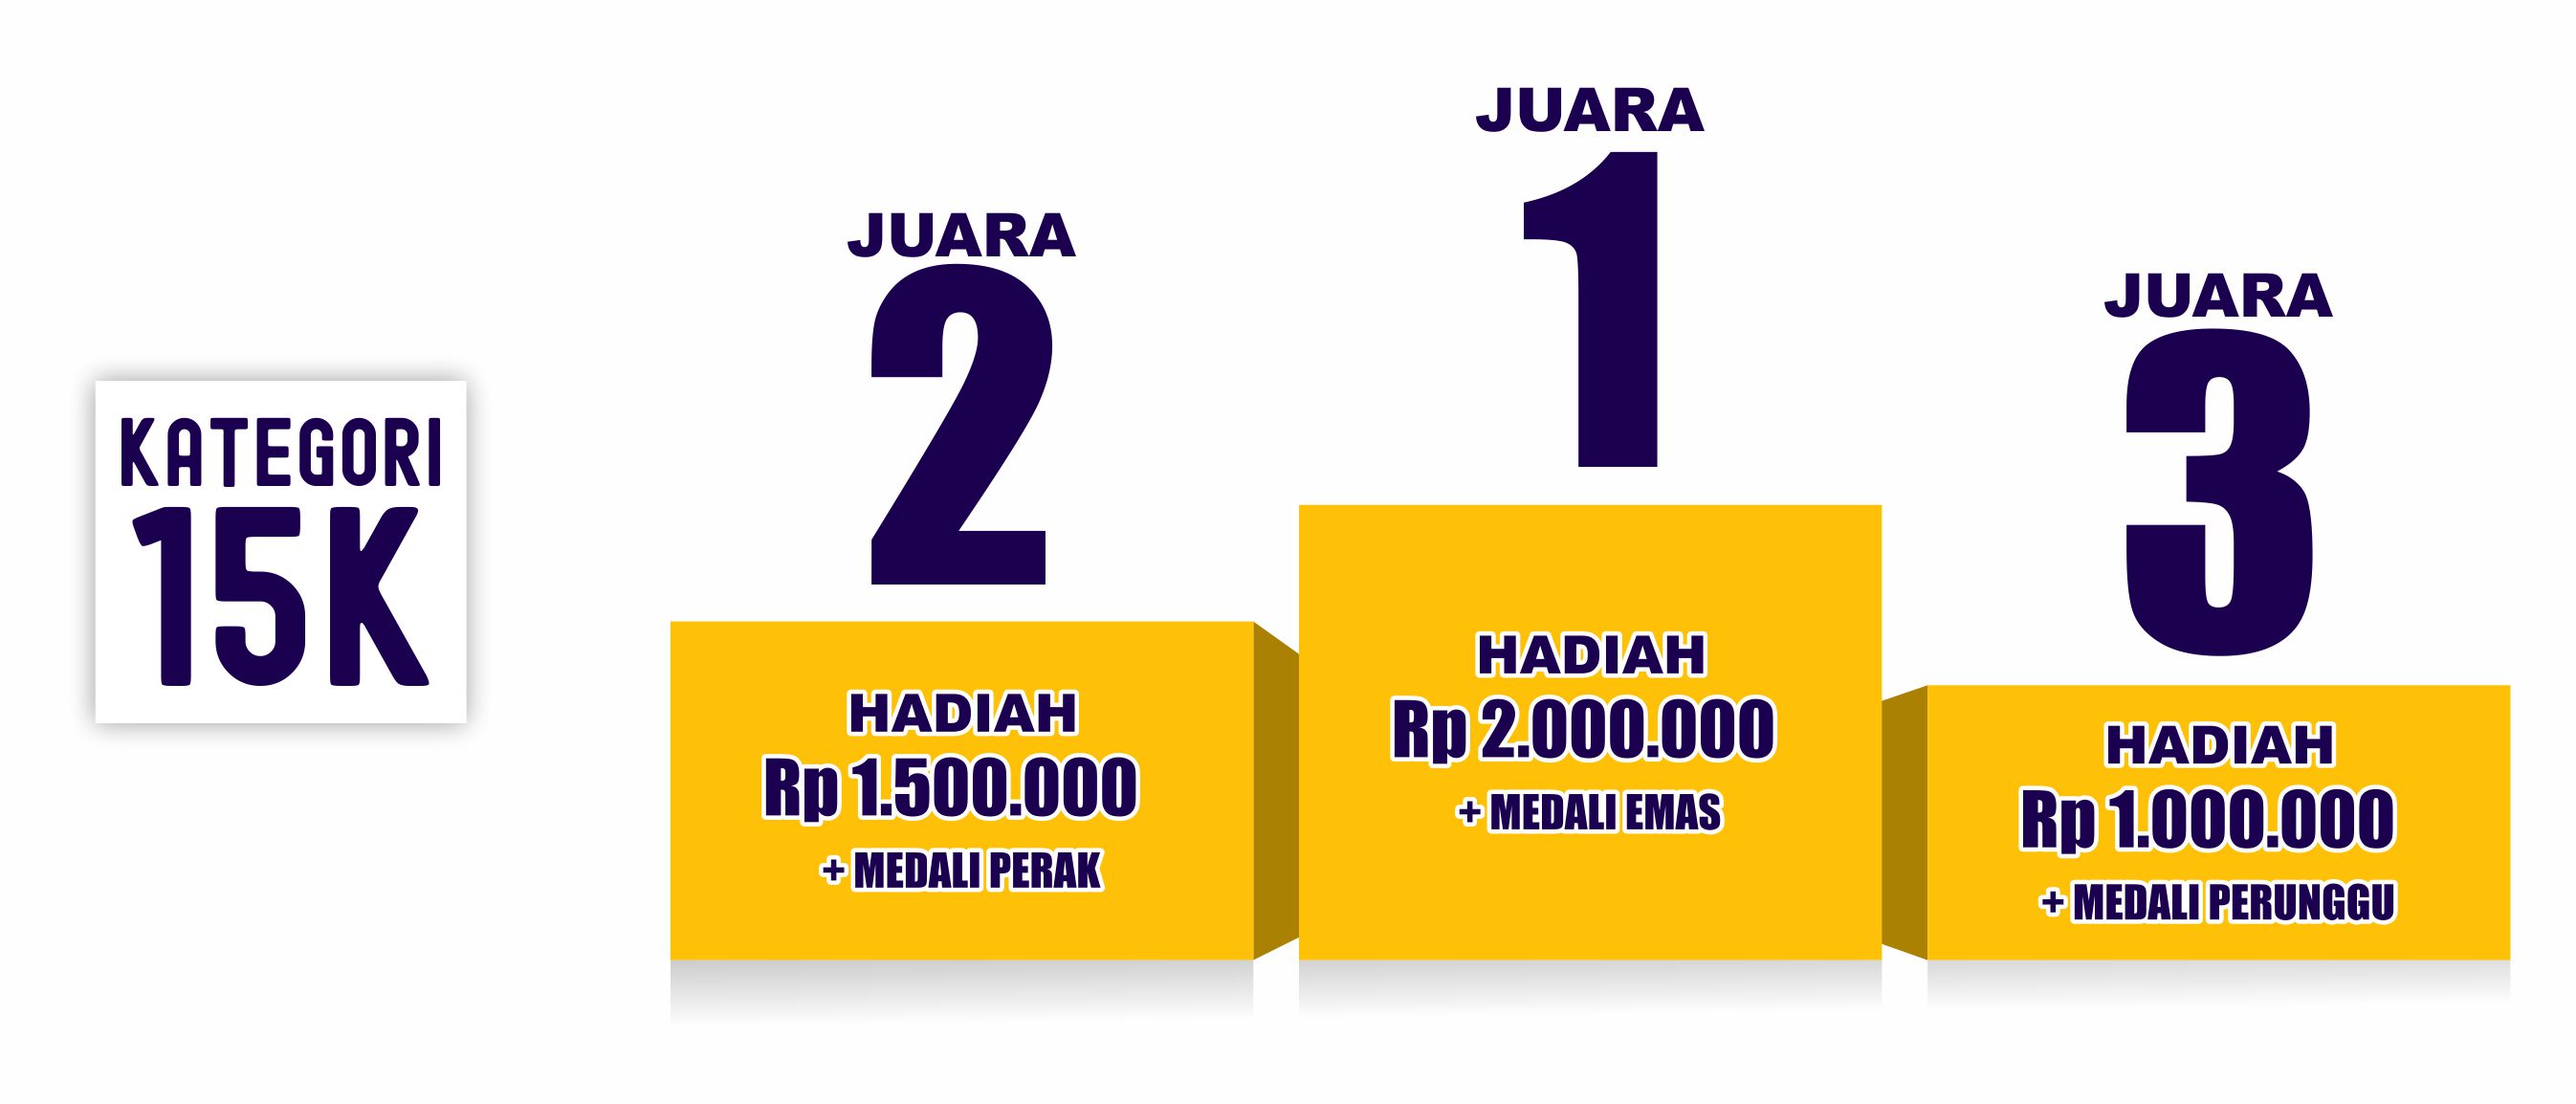 KATEGORI
15K
JUARA
2
HADIAH
Rp 1.500.000
+ MEDALI PERAK
JUARA
1
HADIAH
Rp 2.000.000
+ MEDALI EMAS
JUARA
3
HADIAH
Rp 1.000.000
+ MEDALI PERUNGGU